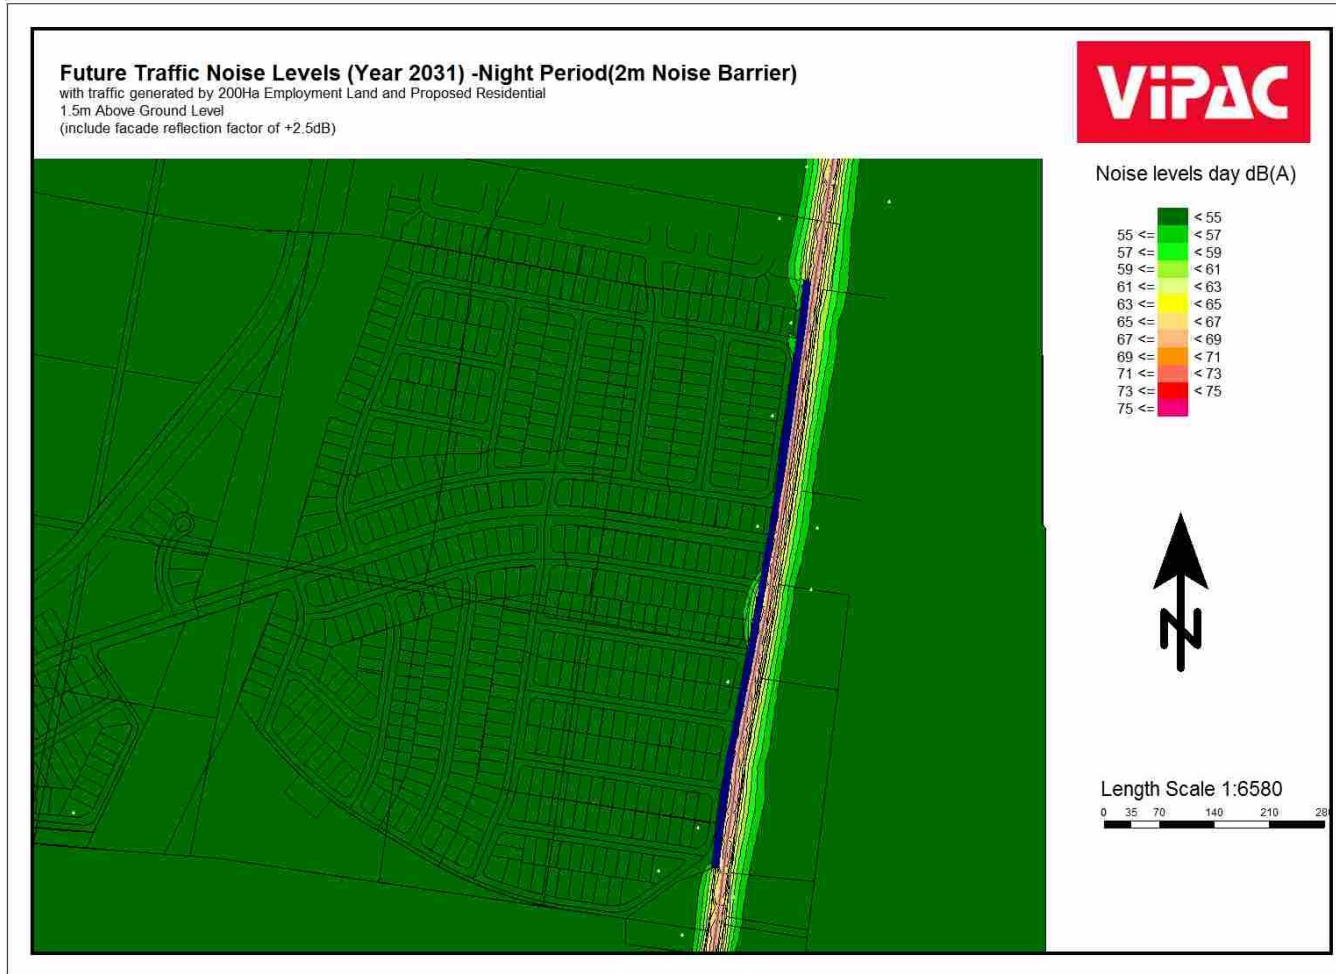 Future Traffic Noise Levels (Year 2031) -Night Period(2m Noise Barrier)
with traffic generated by 200Ha Employment Land and Proposed Residential
1.5m Above Ground Level
(include facade reflection factor of +2.5dB)
ViPAC
Noise levels day dB(A)
< 55
55 <= < 57
57 <= < 59
59 <= < 61
61 <= < 63
63 <= < 65
65 <= < 67
67 <= < 69
69 <= < 71
71 <= < 73
73 <= < 75
75 <=
N
Length Scale 1:6580
0 35 70 140 210 280